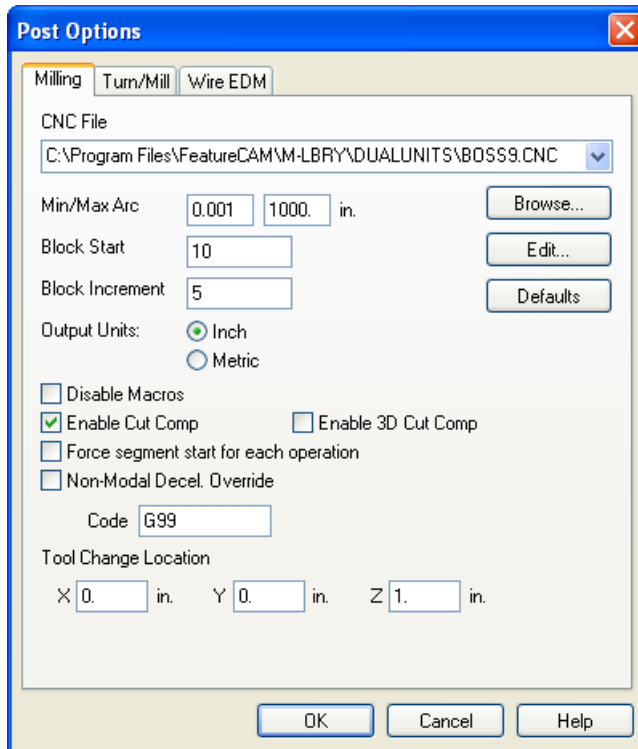 Post Options
Milling Turn/Mill Wire EDM
CNC File
C:\Program Files\FeatureCAM\M-LBRY\DUALUNITS\BOSS9.CNC
Min/Max Arc 0.001 1000. in. Browse...
Block Start 10 Edit...
Block Increment 5 Defaults
Output Units: Inch
Metric
Disable Macros
Enable Cut Comp Enable 3D Cut Comp
Force segment start for each operation
Non-Modal Decel. Override
Code G99
Tool Change Location
X 0. in. Y 0. in. Z 1. in.
OK Cancel Help